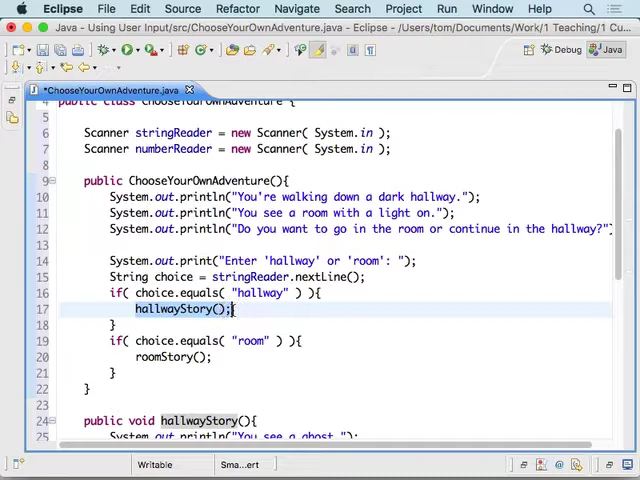 Eclipse File Edit Source Refactor Navigate Search Project Run Window Help
Java - Using User Input/src/ChooseYourOwnAdventure.java - Eclipse - /Users/tom/Documents/Work/1 Teaching/1 Cu...
Debug Java
*ChooseYourOwnAdventure.java
4 public class ChooseYourOwnAdventure {
5
6 Scanner stringReader = new Scanner( System.in );
7 Scanner numberReader = new Scanner( System.in );
8
9 public ChooseYourOwnAdventure(){
10 System.out.println("You're walking down a dark hallway.");
11 System.out.println("You see a room with a light on.");
12 System.out.println("Do you want to go in the room or continue in the hallway?")
13
14 System.out.print("Enter 'hallway' or 'room': ");
15 String choice = stringReader.nextLine();
16 if( choice.equals( "hallway" ) ){
17 hallwayStory();
18 }
19 if( choice.equals( "room" ) ){
20 roomStory();
21 }
22 }
23
24 public void hallwayStory(){
25 System.out.println("You see a ghost.");
Writable Sma...ert